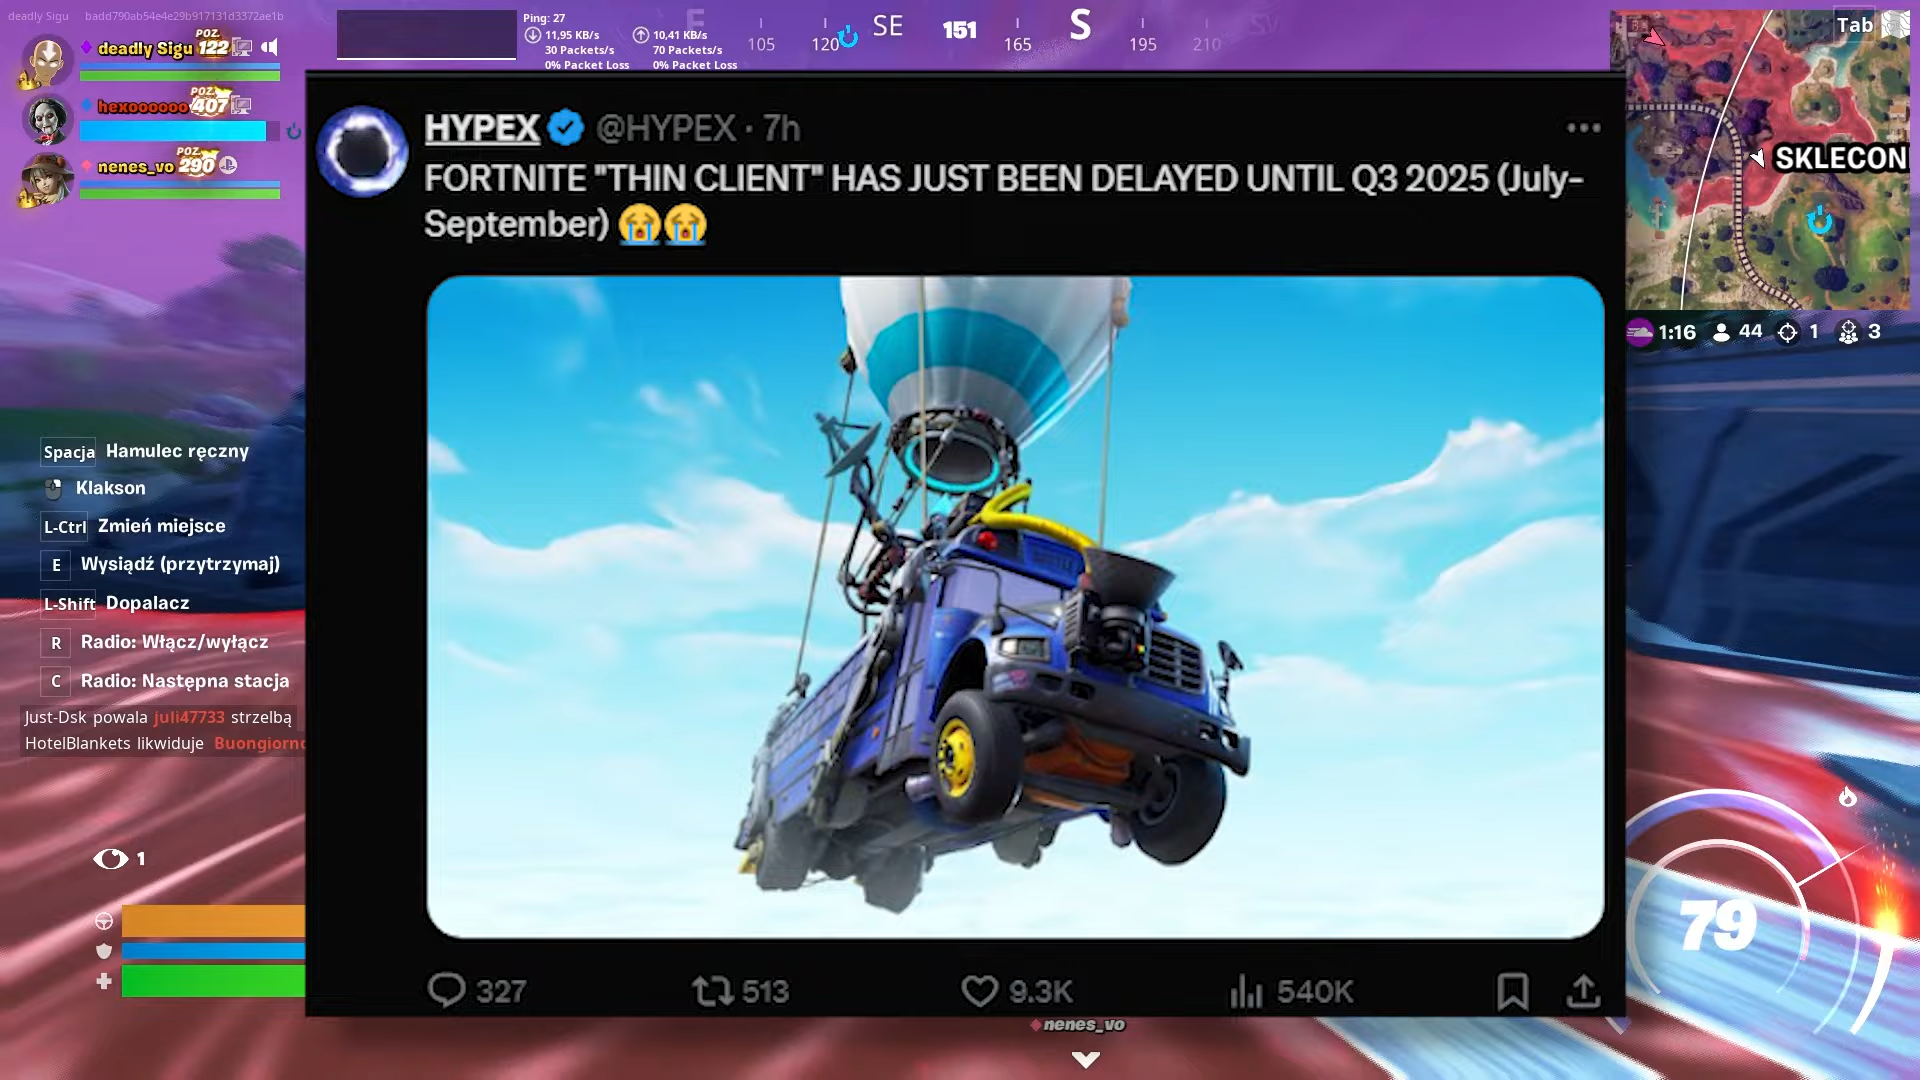 deadly Sigu badd790ab54e4e29b917131d3372ae1b
POZ.
deadly Sigu 122
POZ.
hexoooooo 407
POZ.
nenes_vo 290
Ping: 27
11,95 KB/s 10,41 KB/s
30 Packets/s 70 Packets/s
0% Packet Loss 0% Packet Loss
E
105 120 SE 151 165 S 195 210 SV
Tab
SKLECON
1:16 44 1 3
HYPEX @HYPEX · 7h
FORTNITE "THIN CLIENT" HAS JUST BEEN DELAYED UNTIL Q3 2025 (July-
September) 😭😭
327 513 9.3K 540K
Spacja Hamulec ręczny
Klakson
L-Ctrl Zmień miejsce
E Wysiądź (przytrzymaj)
L-Shift Dopalacz
R Radio: Włącz/wyłącz
C Radio: Następna stacja
Just-Dsk powala juli47733 strzelbą
HotelBlankets likwiduje Buongiorno
1
79
nenes_vo